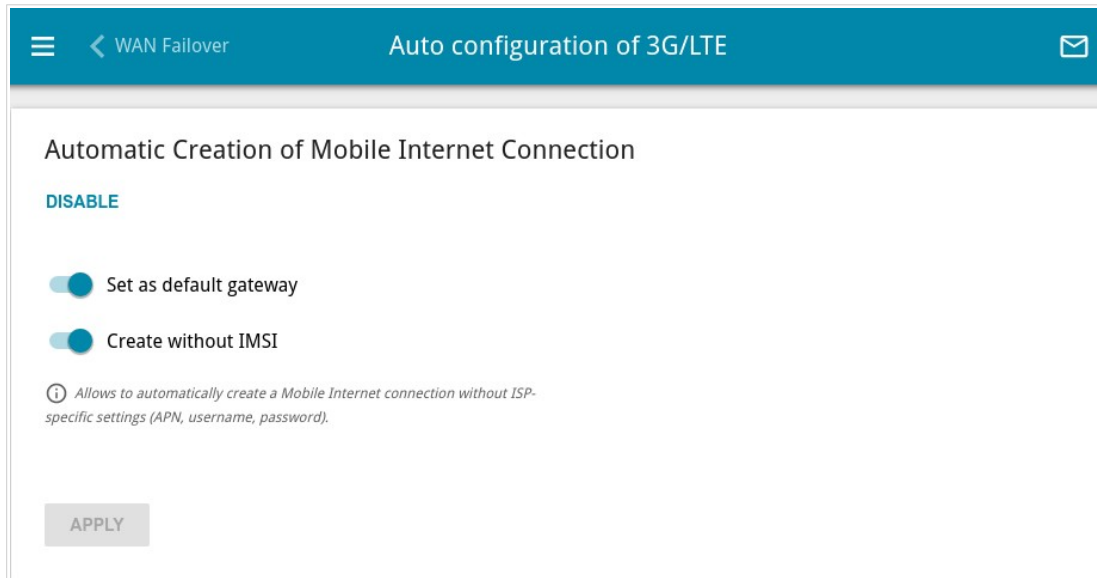 WAN Failover
Auto configuration of 3G/LTE
Automatic Creation of Mobile Internet Connection
DISABLE
Set as default gateway
Create without IMSI
Allows to automatically create a Mobile Internet connection without ISP-
specific settings (APN, username, password).
APPLY